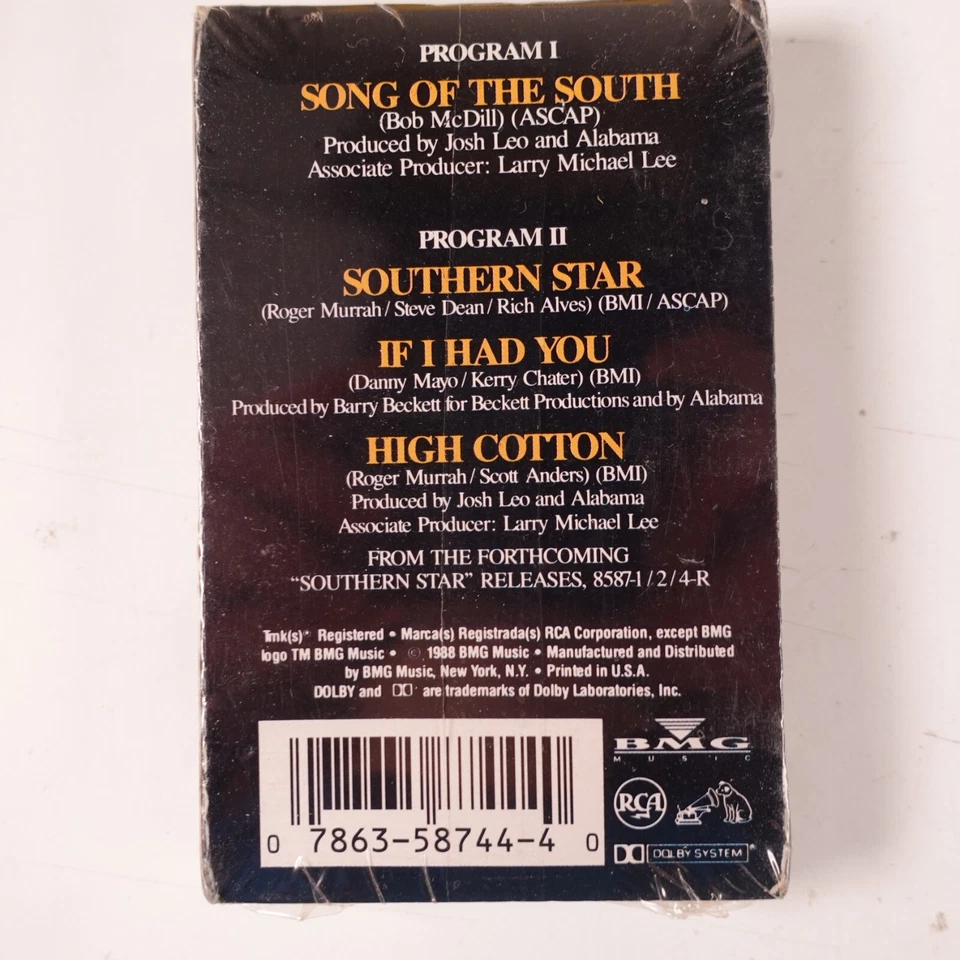 PROGRAM I
SONG OF THE SOUTH
(Bob McDill) (ASCAP)
Produced by Josh Leo and Alabama
Associate Producer: Larry Michael Lee
PROGRAM II
SOUTHERN STAR
(Roger Murrah / Steve Dean / Rich Alves) (BMI / ASCAP)
IF I HAD YOU
(Danny Mayo / Kerry Chater) (BMI)
Produced by Barry Beckett for Beckett Productions and by Alabama
HIGH COTTON
(Roger Murrah / Scott Anders) (BMI)
Produced by Josh Leo and Alabama
Associate Producer: Larry Michael Lee
FROM THE FORTHCOMING
“SOUTHERN STAR” RELEASES, 8587-1 / 2 / 4-R
Tmk(s)® Registered • Marca(s) Registrada(s) RCA Corporation, except BMG
logo TM BMG Music • © 1988 BMG Music • Manufactured and Distributed
by BMG Music, New York, N.Y. • Printed in U.S.A.
DOLBY and DD are trademarks of Dolby Laboratories, Inc.
BMG
MUSIC
RCA
0 7863-58744-4 0
DOLBY SYSTEM®